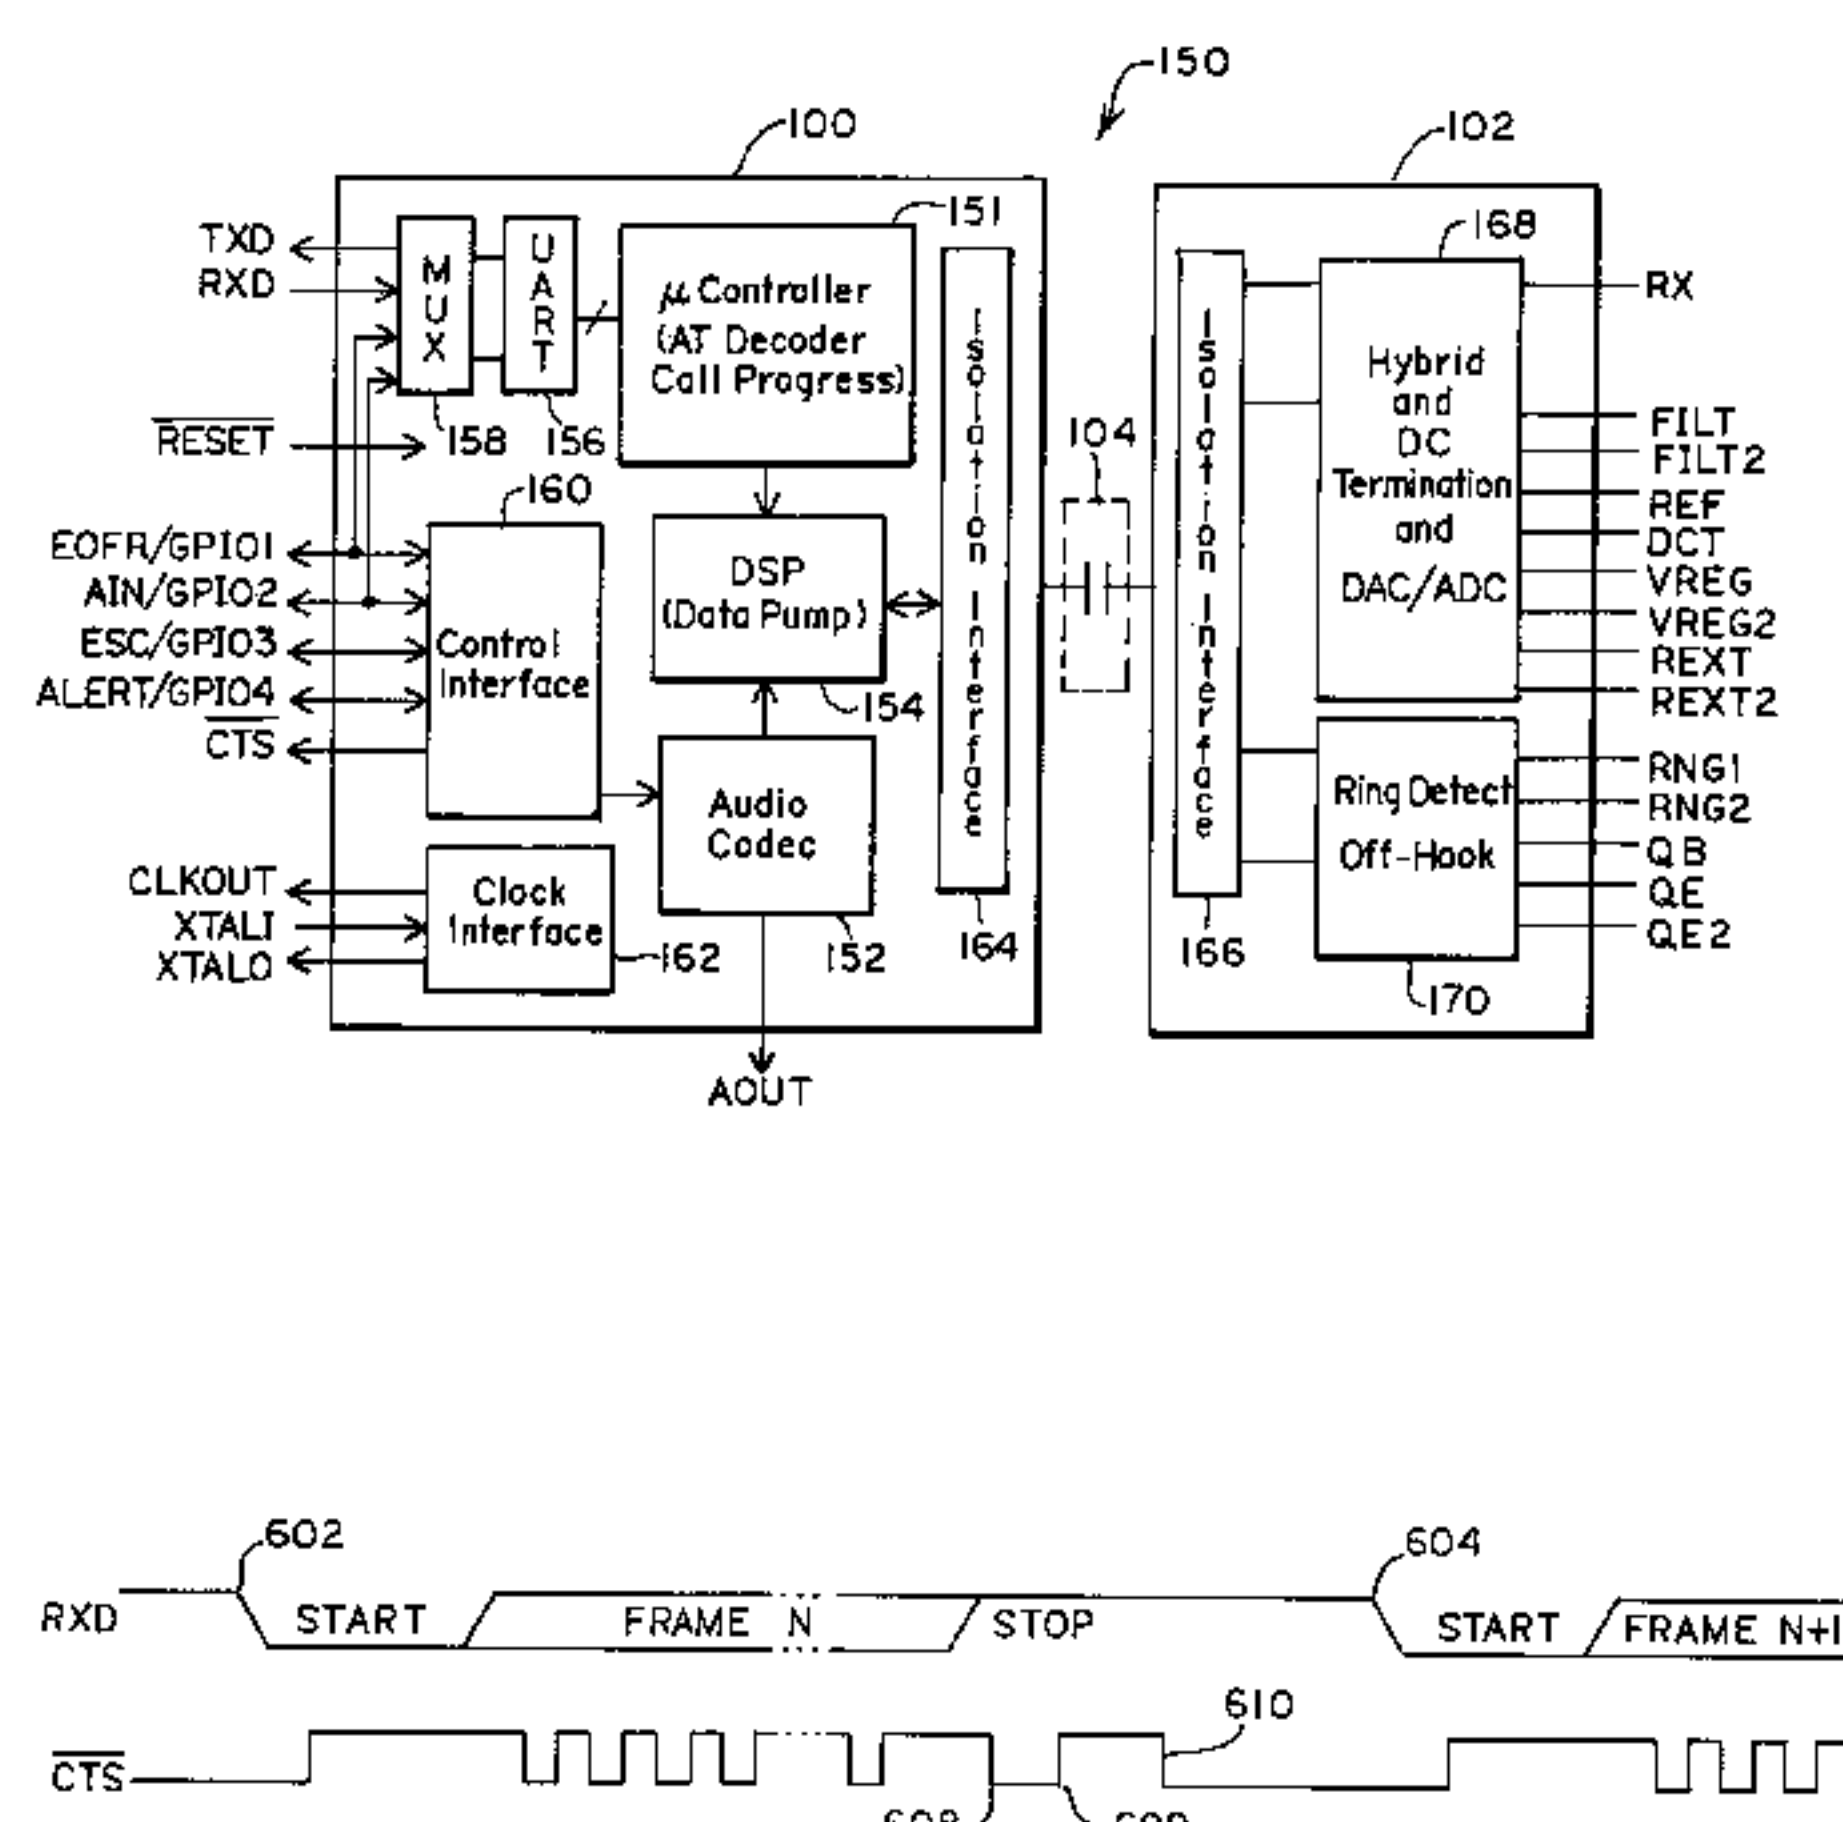 150
100
102
TXD
RXD
MUX
UART
151
µ Controller
(AT Decoder
Call Progress)
158
156
RESET
160
EOFR/GPIO1
AIN/GPIO2
ESC/GPIO3
ALERT/GPIO4
CTS
Control
Interface
DSP
(Data Pump)
154
Audio
Codec
152
CLKOUT
XTALI
XTALO
Clock
Interface
162
AOUT
Isolation Interface
164
104
Isolation Interface
166
168
Hybrid
and
DC
Termination
and
DAC/ADC
Ring Detect
Off-Hook
170
RX
FILT
FILT2
REF
DCT
VREG
VREG2
REXT
REXT2
RNG1
RNG2
QB
QE
QE2
602
604
RXD
START
FRAME N
STOP
START
FRAME N+1
610
CTS